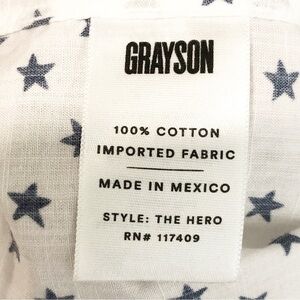 GRAYSON
100% COTTON
IMPORTED FABRIC
MADE IN MEXICO
STYLE: THE HERO
RN# 117409